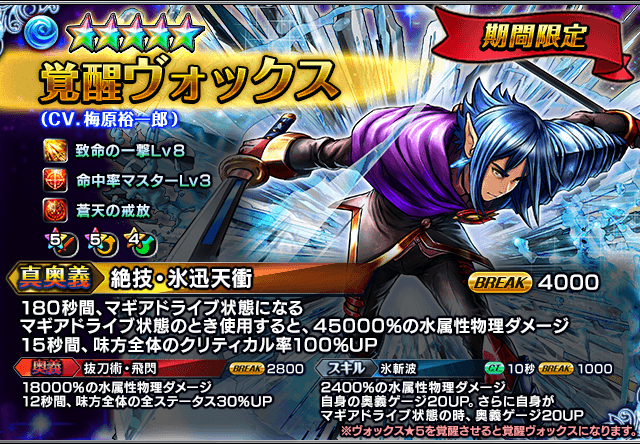 期間限定
覚醒ヴォックス
(CV.梅原裕一郎)
致命の一撃Lv8
命中率マスターLv3
蒼天の戒放
5 5 4
真奥義 絶技・氷迅天衝 BREAK 4000
180秒間、マギアドライブ状態になる
マギアドライブ状態のとき使用すると、45000%の水属性物理ダメージ
15秒間、味方全体のクリティカル率100%UP
奥義 抜刀術・飛閃 BREAK 2800
18000%の水属性物理ダメージ
12秒間、味方全体の全ステータス30%UP
スキル 氷斬波 C.T. 10秒 BREAK 1000
2400%の水属性物理ダメージ
自身の奥義ゲージ20UP。さらに自身が
マギアドライブ状態の時、奥義ゲージ20UP
※ヴォックス★5を覚醒させると覚醒ヴォックスになります。